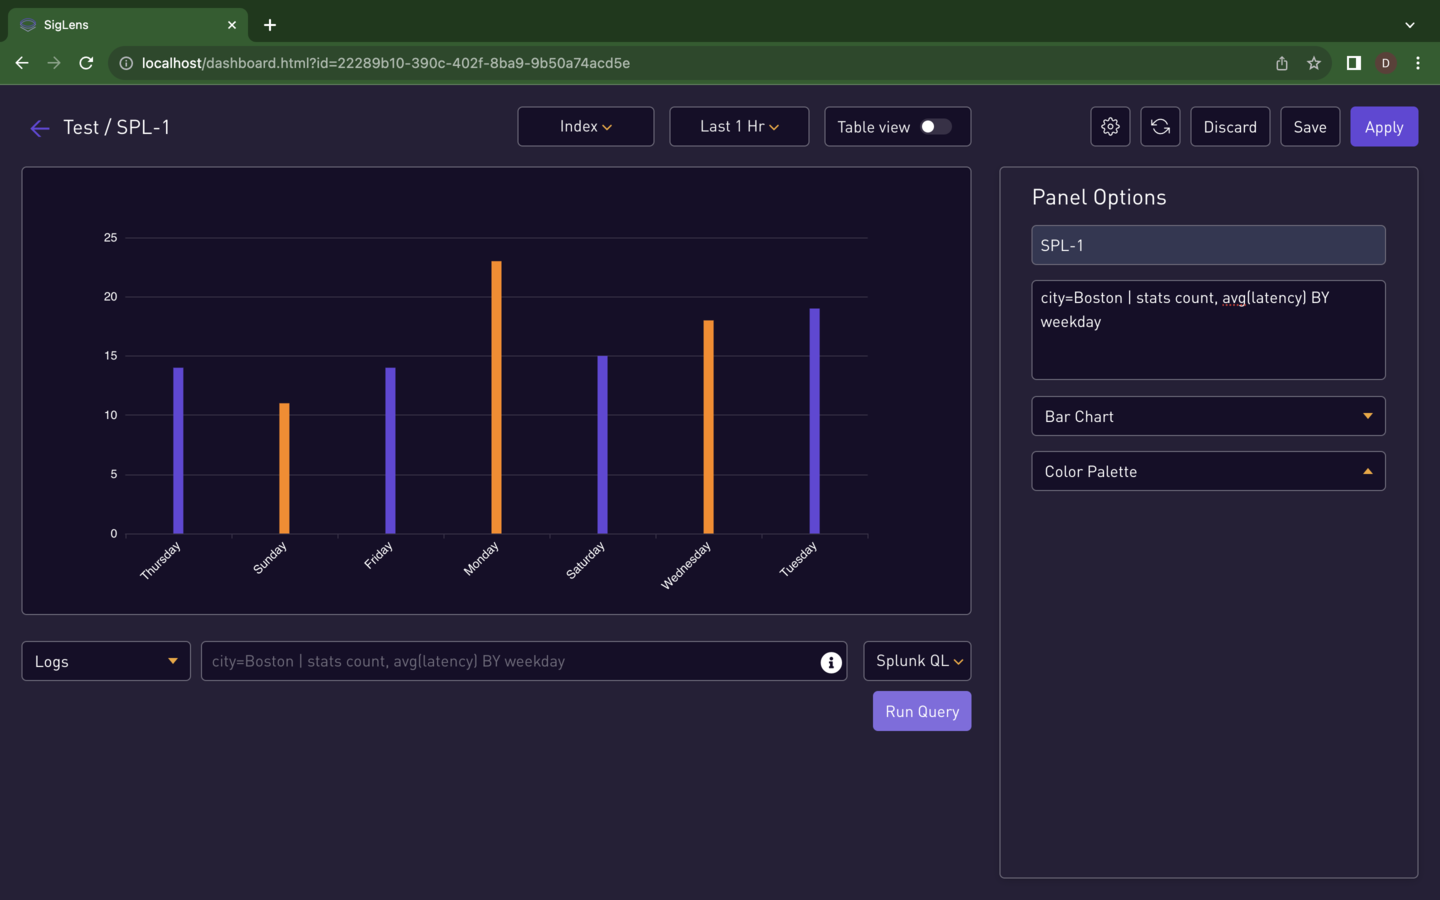 SigLens
localhost/dashboard.html?id=22289b10-390c-402f-8ba9-9b50a74acd5e
D
Test / SPL-1
Index
Last 1 Hr
Table view
Discard
Save
Apply
25
20
15
10
5
0
Thursday
Sunday
Friday
Monday
Saturday
Wednesday
Tuesday
Logs
city=Boston | stats count, avg(latency) BY weekday
Splunk QL
Run Query
Panel Options
SPL-1
city=Boston | stats count, avg(latency) BY
weekday
Bar Chart
Color Palette